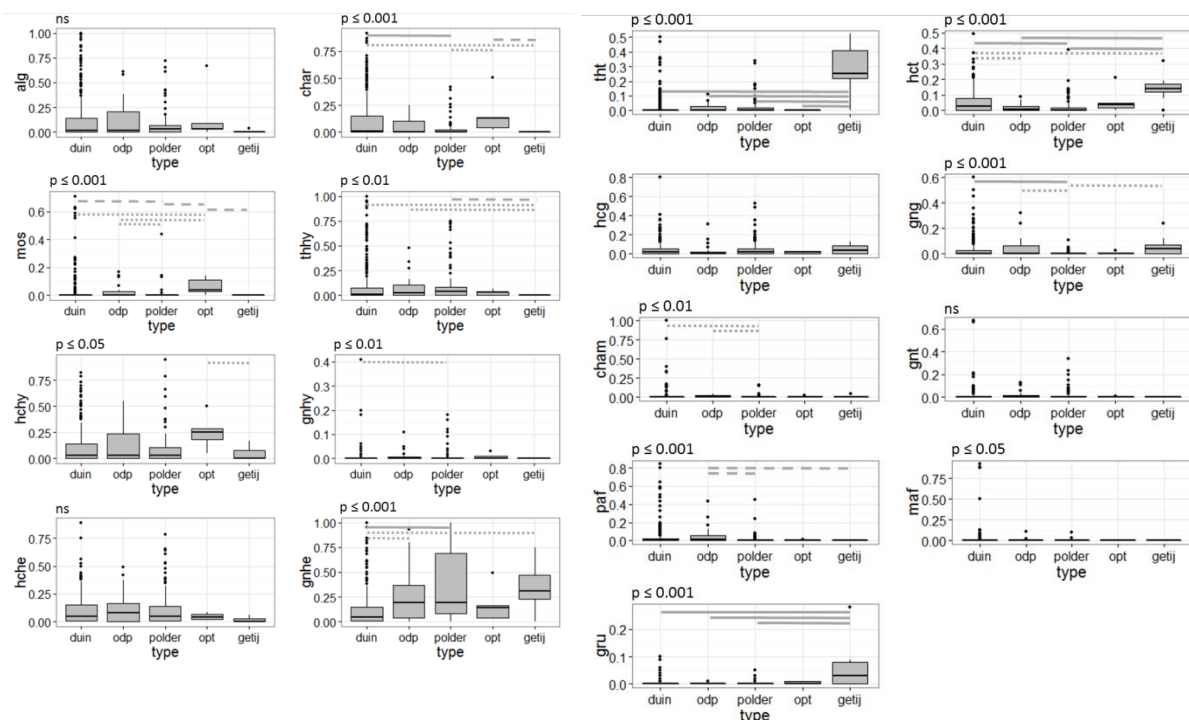 ns
alg
1.00
0.75
0.50
0.25
0.00
duin odp polder opt getij
type
p ≤ 0.001
char
0.75
0.50
0.25
0.00
duin odp polder opt getij
type
p ≤ 0.001
mos
0.6
0.4
0.2
0.0
duin odp polder opt getij
type
p ≤ 0.01
thhy
1.00
0.75
0.50
0.25
0.00
duin odp polder opt getij
type
p ≤ 0.05
hchy
0.75
0.50
0.25
0.00
duin odp polder opt getij
type
p ≤ 0.01
gnhy
0.4
0.3
0.2
0.1
0.0
duin odp polder opt getij
type
ns
hche
0.75
0.50
0.25
0.00
duin odp polder opt getij
type
p ≤ 0.001
gnhe
1.00
0.75
0.50
0.25
0.00
duin odp polder opt getij
type
p ≤ 0.001
tht
0.5
0.4
0.3
0.2
0.1
0.0
duin odp polder opt getij
type
p ≤ 0.001
hct
0.5
0.4
0.3
0.2
0.1
0.0
duin odp polder opt getij
type
hcg
0.8
0.6
0.4
0.2
0.0
duin odp polder opt getij
type
p ≤ 0.001
gng
0.6
0.4
0.2
0.0
duin odp polder opt getij
type
p ≤ 0.01
cham
1.00
0.75
0.50
0.25
0.00
duin odp polder opt getij
type
ns
gnt
0.6
0.4
0.2
0.0
duin odp polder opt getij
type
p ≤ 0.001
paf
0.8
0.6
0.4
0.2
0.0
duin odp polder opt getij
type
p ≤ 0.05
maf
0.75
0.50
0.25
0.00
duin odp polder opt getij
type
p ≤ 0.001
gru
0.2
0.1
0.0
duin odp polder opt getij
type